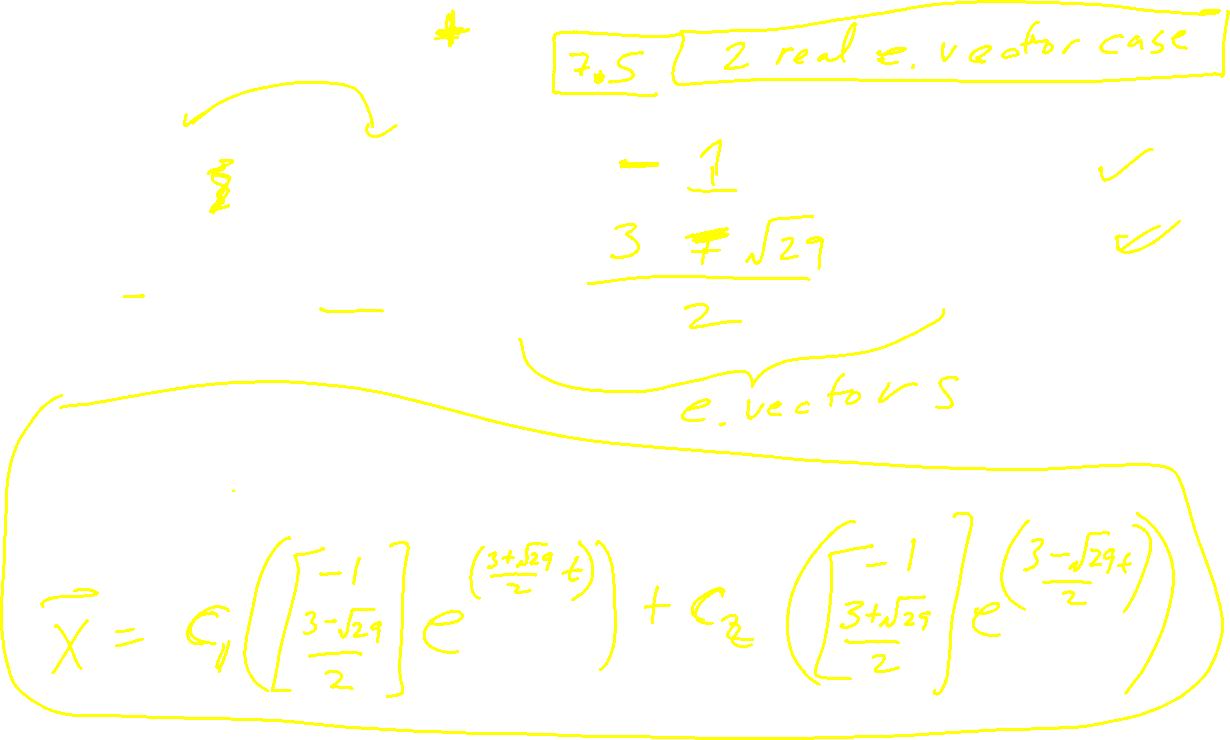 +
7.5 2 real e. vector case
- 1 ✓
3 ∓ √29 ✓
2
e. vectors
x⃗ = C₁([-1, (3-√29)/2] e^((3+√29)/2 t)) + C₂([-1, (3+√29)/2] e^((3-√29 t)/2))